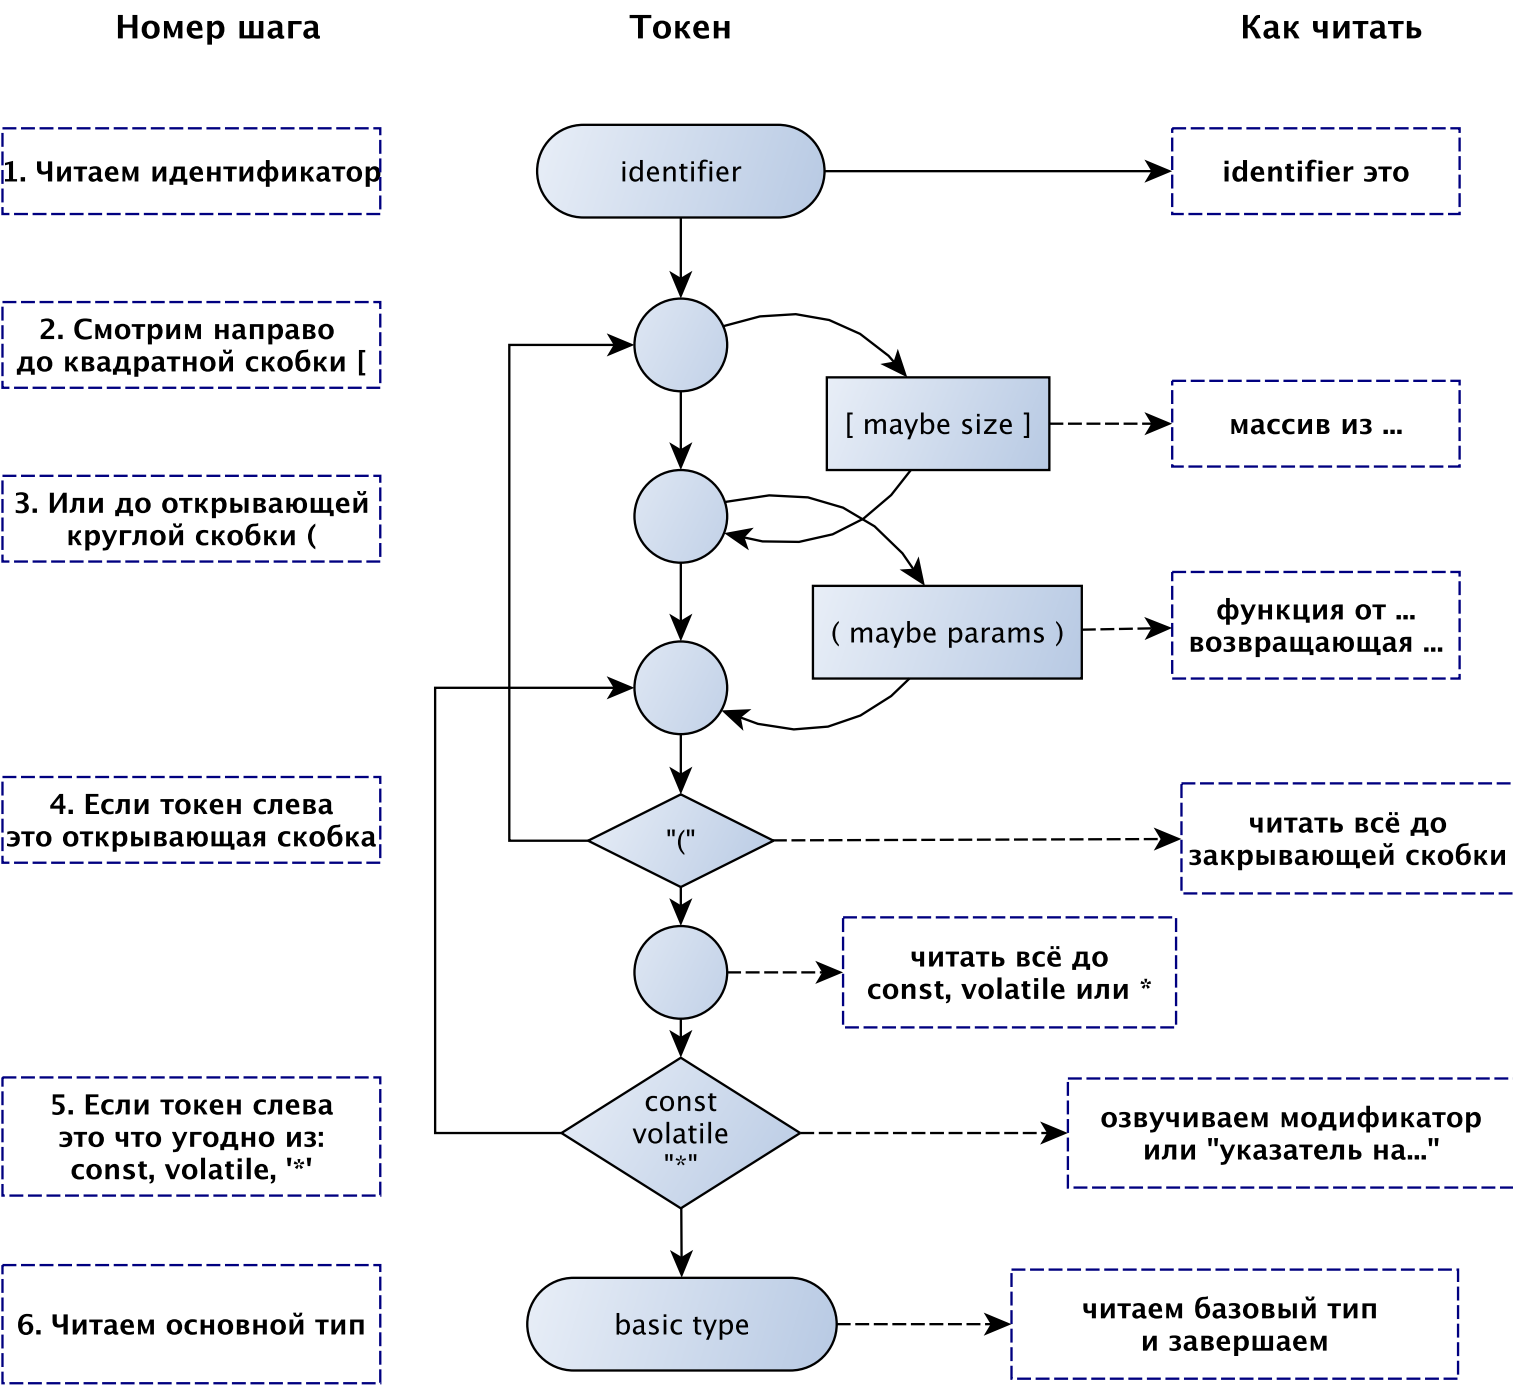 Номер шага
Токен
Как читать
1. Читаем идентификатор
identifier
identifier это
2. Смотрим направо
до квадратной скобки [
[ maybe size ]
массив из ...
3. Или до открывающей
круглой скобки (
( maybe params )
функция от ...
возвращающая ...
4. Если токен слева
это открывающая скобка
"("
читать всё до
закрывающей скобки
читать всё до
const, volatile или *
5. Если токен слева
это что угодно из:
const, volatile, '*'
const
volatile
"*"
озвучиваем модификатор
или "указатель на..."
6. Читаем основной тип
basic type
читаем базовый тип
и завершаем